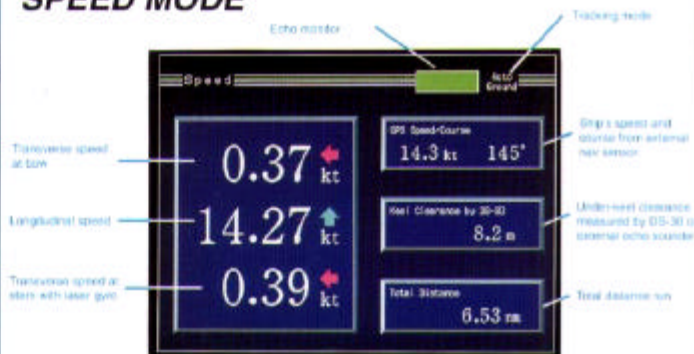 SPEED MODE
Echo monitor
Tracking mode
Speed
Auto
Ground
Transverse speed
at bow
0.37 kt
GPS Speed/Course
14.3 kt 145°
Ship's speed and
course from external
nav sensor
Longitudinal speed
14.27 kt
Keel Clearance by DS-30
8.2 m
Under-keel clearance
measured by DS-30 o
external echo sounder
Transverse speed at
stern with laser gyro
0.39 kt
Total Distance
6.53 nm
Total distance run